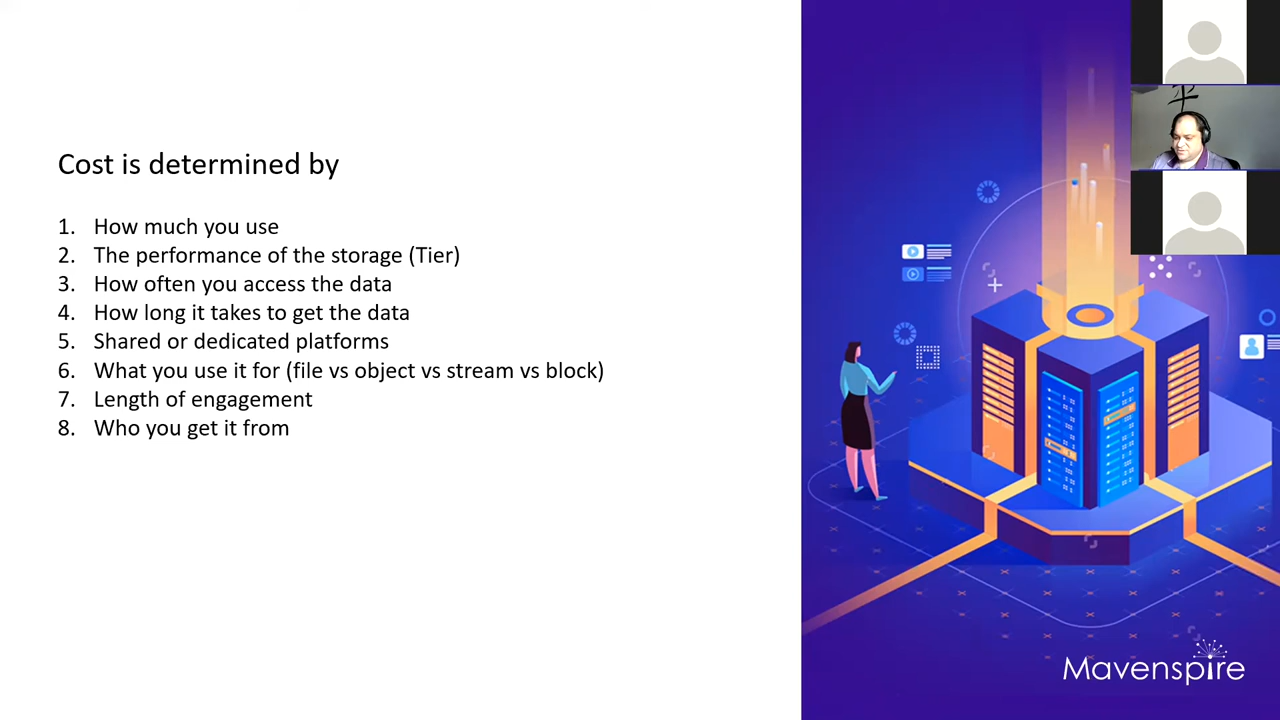 Cost is determined by
1. How much you use
2. The performance of the storage (Tier)
3. How often you access the data
4. How long it takes to get the data
5. Shared or dedicated platforms
6. What you use it for (file vs object vs stream vs block)
7. Length of engagement
8. Who you get it from
平
Mavenspire